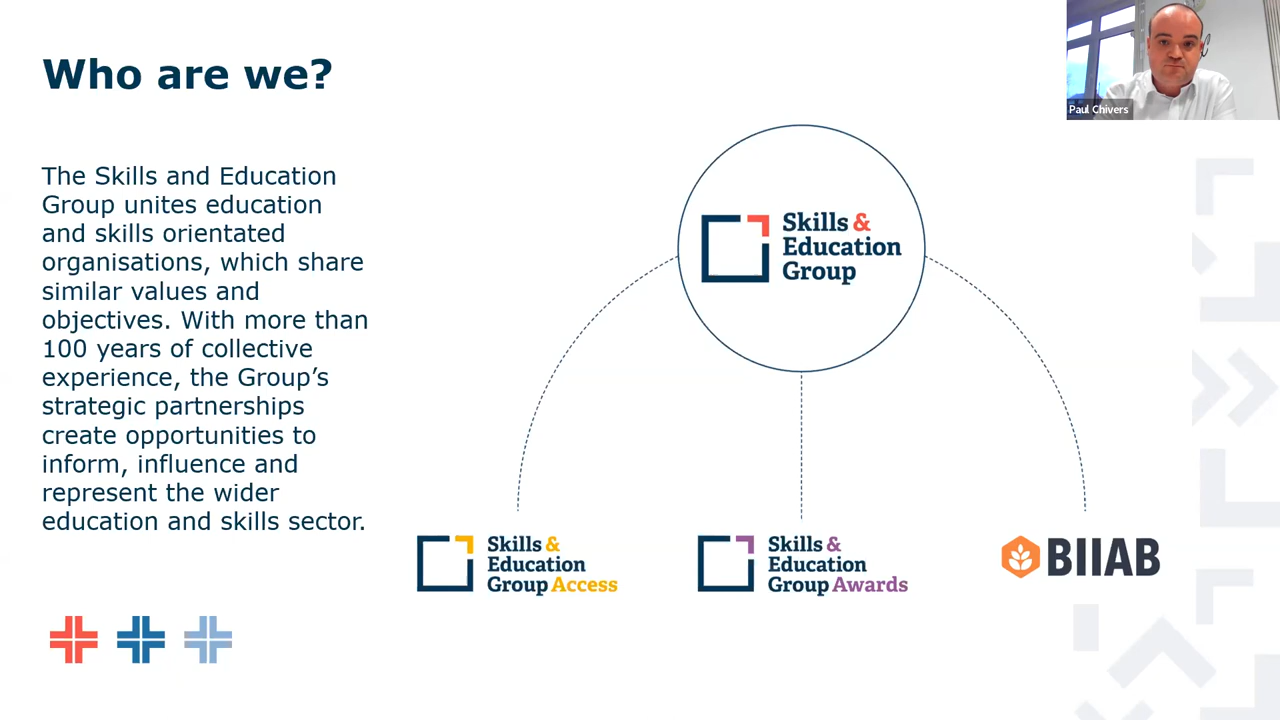 Who are we?
The Skills and Education
Group unites education
and skills orientated
organisations, which share
similar values and
objectives. With more than
100 years of collective
experience, the Group’s
strategic partnerships
create opportunities to
inform, influence and
represent the wider
education and skills sector.
Paul Chivers
Skills &
Education
Group
Skills &
Education
Group Access
Skills &
Education
Group Awards
BIIAB